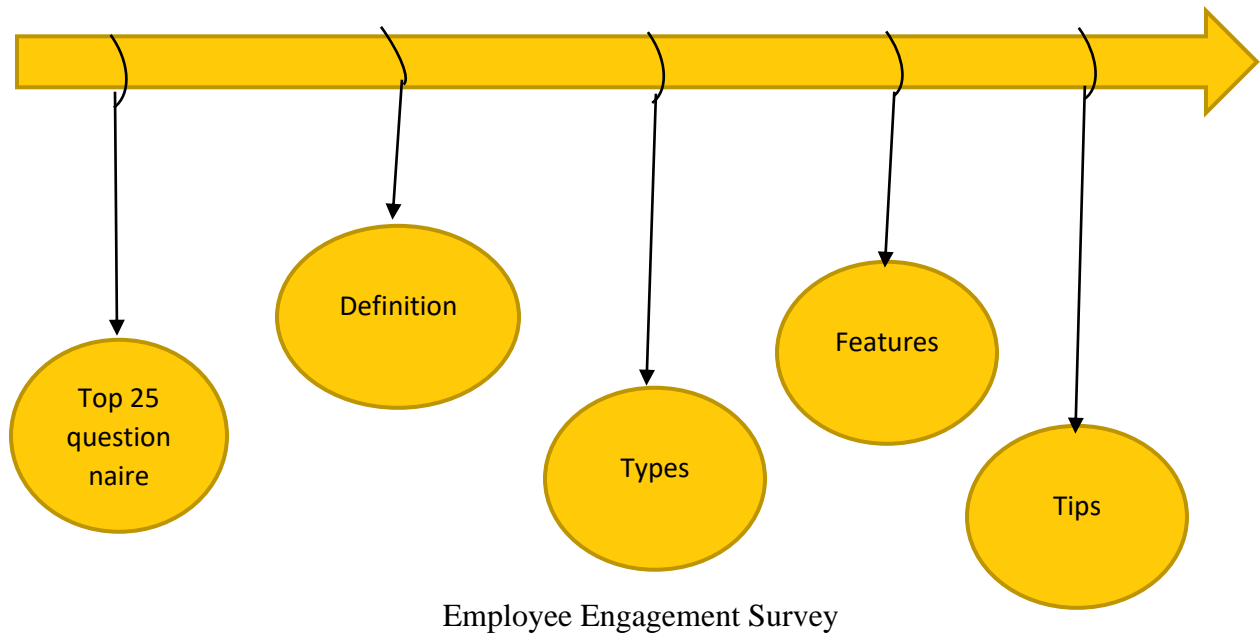 Top 25
question
naire
Definition
Types
Features
Tips
Employee Engagement Survey